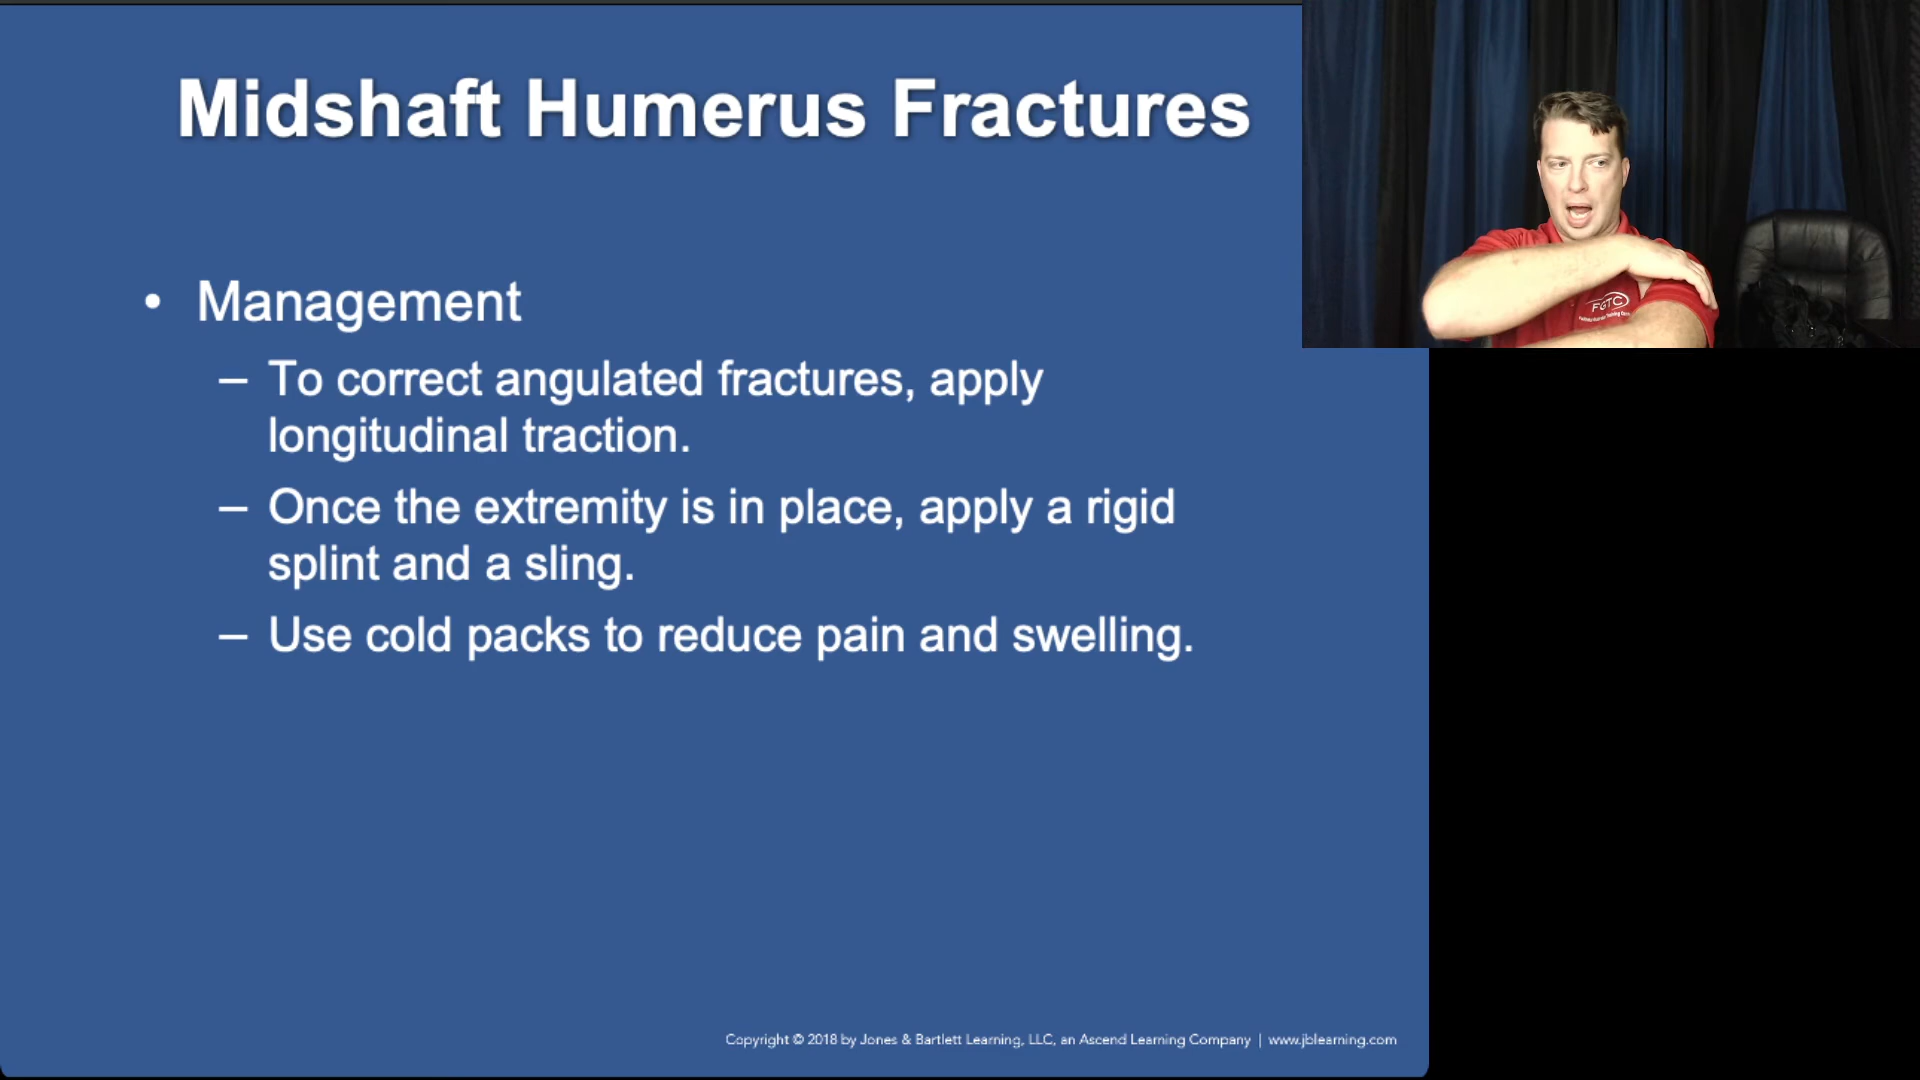 Midshaft Humerus Fractures
• Management
– To correct angulated fractures, apply
longitudinal traction.
– Once the extremity is in place, apply a rigid
splint and a sling.
– Use cold packs to reduce pain and swelling.
FGTC
Copyright © 2018 by Jones & Bartlett Learning, LLC, an Ascend Learning Company | www.jblearning.com